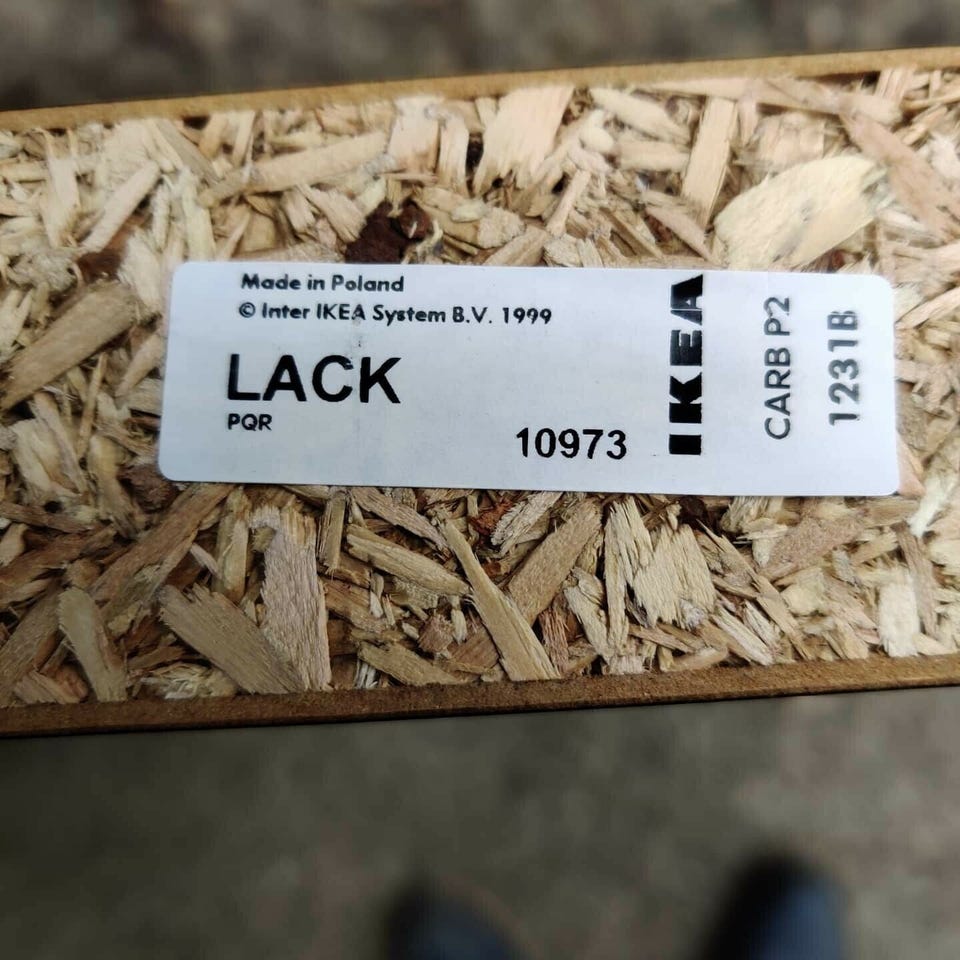 Made in Poland
© Inter IKEA System B.V. 1999
LACK
PQR
10973
IKEA
CARB P2
1231B